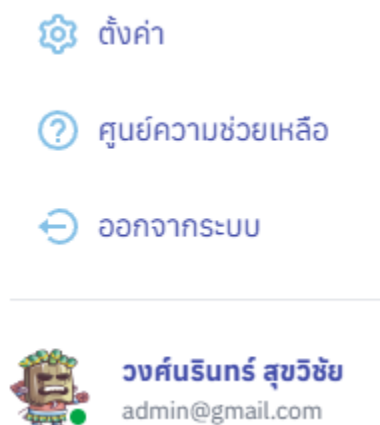 ตั้งค่า
ศูนย์ความช่วยเหลือ
ออกจากระบบ
วงศ์นรินทร์ สุขวิชัย
admin@gmail.com